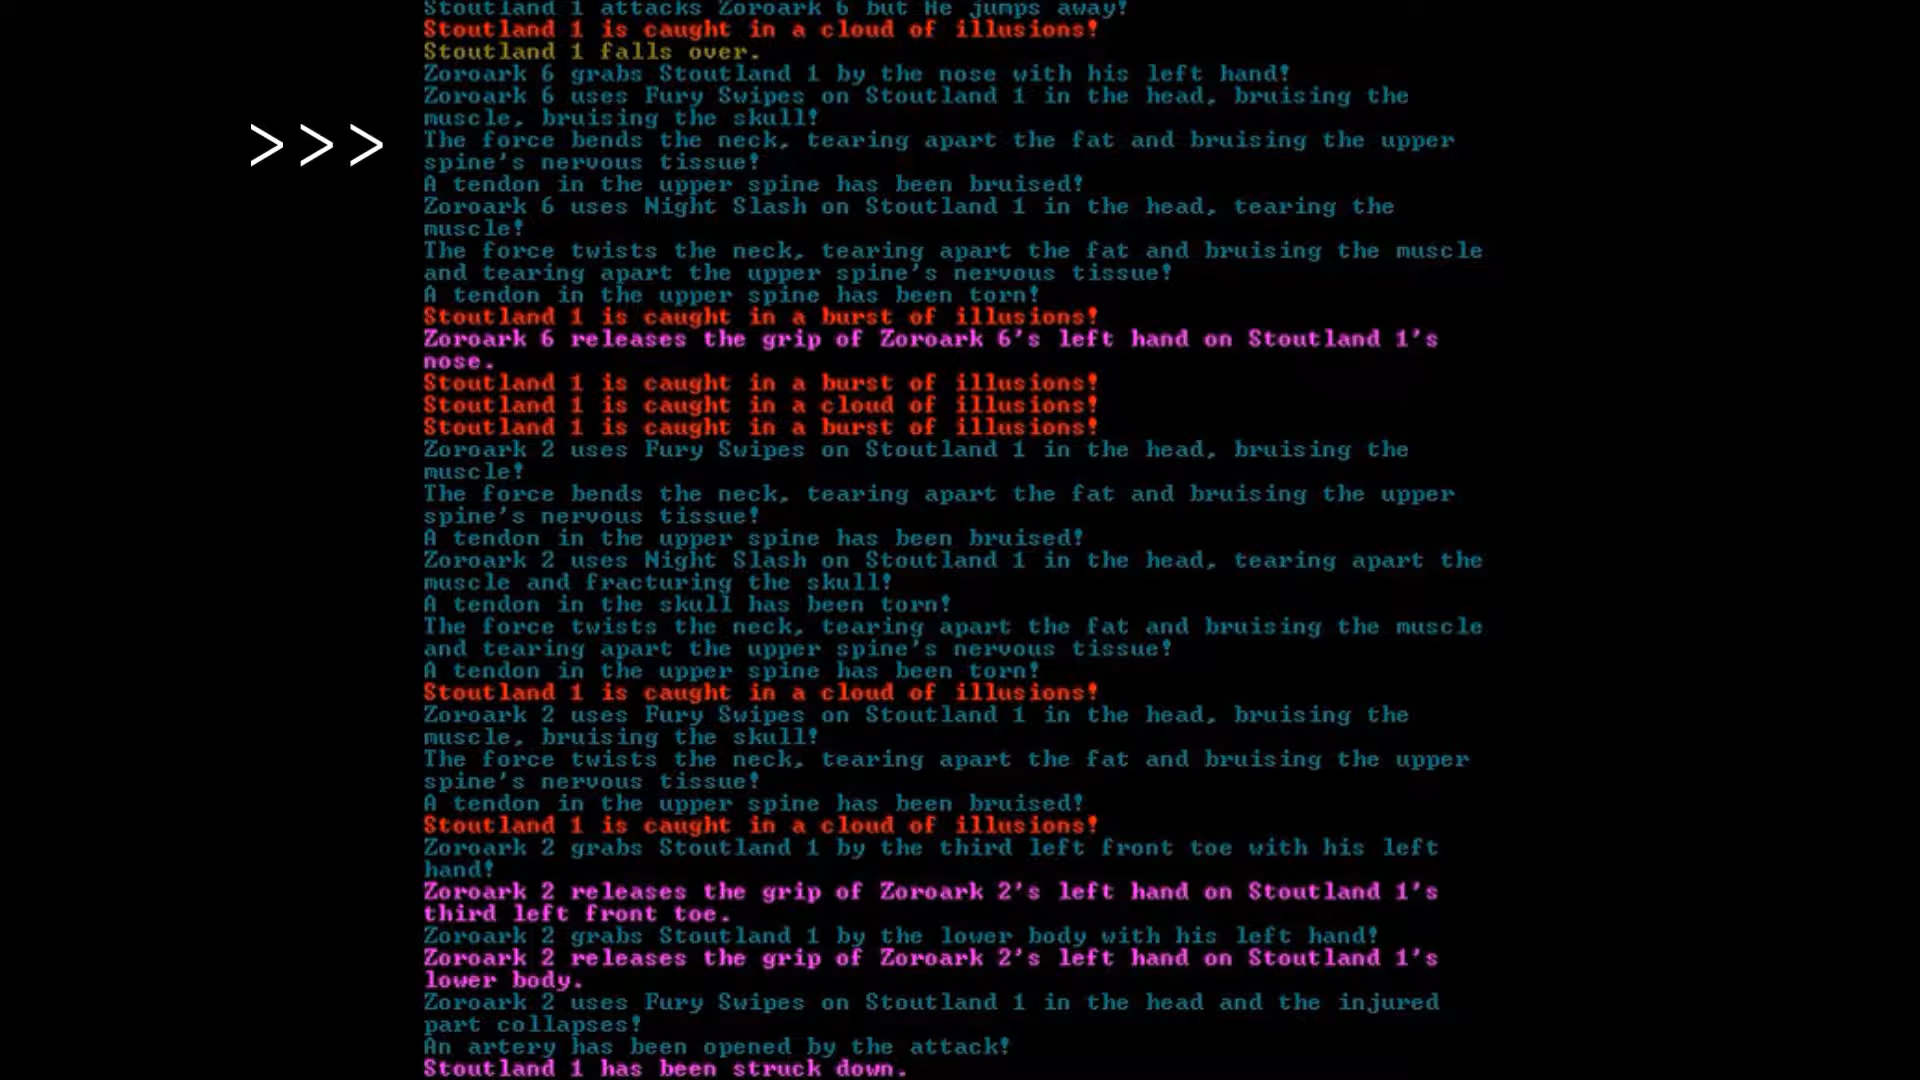 Stoutland 1 attacks Zoroark 6 but He jumps away!
Stoutland 1 is caught in a cloud of illusions!
Stoutland 1 falls over.
Zoroark 6 grabs Stoutland 1 by the nose with his left hand!
Zoroark 6 uses Fury Swipes on Stoutland 1 in the head, bruising the
muscle, bruising the skull!
>>>
The force bends the neck, tearing apart the fat and bruising the upper
spine's nervous tissue!
A tendon in the upper spine has been bruised!
Zoroark 6 uses Night Slash on Stoutland 1 in the head, tearing the
muscle!
The force twists the neck, tearing apart the fat and bruising the muscle
and tearing apart the upper spine's nervous tissue!
A tendon in the upper spine has been torn!
Stoutland 1 is caught in a burst of illusions!
Zoroark 6 releases the grip of Zoroark 6's left hand on Stoutland 1's
nose.
Stoutland 1 is caught in a burst of illusions!
Stoutland 1 is caught in a cloud of illusions!
Stoutland 1 is caught in a burst of illusions!
Zoroark 2 uses Fury Swipes on Stoutland 1 in the head, bruising the
muscle!
The force bends the neck, tearing apart the fat and bruising the upper
spine's nervous tissue!
A tendon in the upper spine has been bruised!
Zoroark 2 uses Night Slash on Stoutland 1 in the head, tearing apart the
muscle and fracturing the skull!
A tendon in the skull has been torn!
The force twists the neck, tearing apart the fat and bruising the muscle
and tearing apart the upper spine's nervous tissue!
A tendon in the upper spine has been torn!
Stoutland 1 is caught in a cloud of illusions!
Zoroark 2 uses Fury Swipes on Stoutland 1 in the head, bruising the
muscle, bruising the skull!
The force twists the neck, tearing apart the fat and bruising the upper
spine's nervous tissue!
A tendon in the upper spine has been bruised!
Stoutland 1 is caught in a cloud of illusions!
Zoroark 2 grabs Stoutland 1 by the third left front toe with his left
hand!
Zoroark 2 releases the grip of Zoroark 2's left hand on Stoutland 1's
third left front toe.
Zoroark 2 grabs Stoutland 1 by the lower body with his left hand!
Zoroark 2 releases the grip of Zoroark 2's left hand on Stoutland 1's
lower body.
Zoroark 2 uses Fury Swipes on Stoutland 1 in the head and the injured
part collapses!
An artery has been opened by the attack!
Stoutland 1 has been struck down.